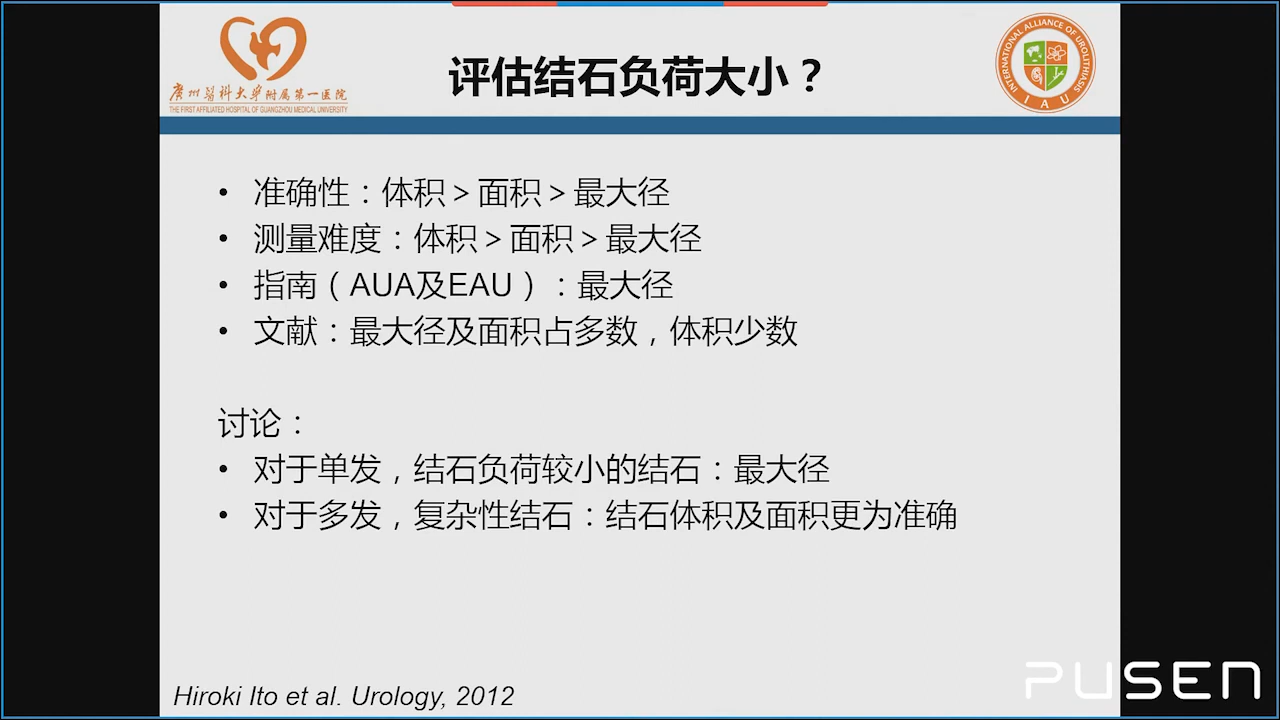 广州医科大学附属第一医院
THE FIRST AFFILIATED HOSPITAL OF GUANGZHOU MEDICAL UNIVERSITY
评估结石负荷大小？
INTERNATIONAL ALLIANCE OF UROLITHIASIS
IAU
• 准确性：体积＞面积＞最大径
• 测量难度：体积＞面积＞最大径
• 指南（AUA及EAU）：最大径
• 文献：最大径及面积占多数，体积少数
讨论：
• 对于单发，结石负荷较小的结石：最大径
• 对于多发，复杂性结石：结石体积及面积更为准确
Hiroki Ito et al. Urology, 2012
PUSEN